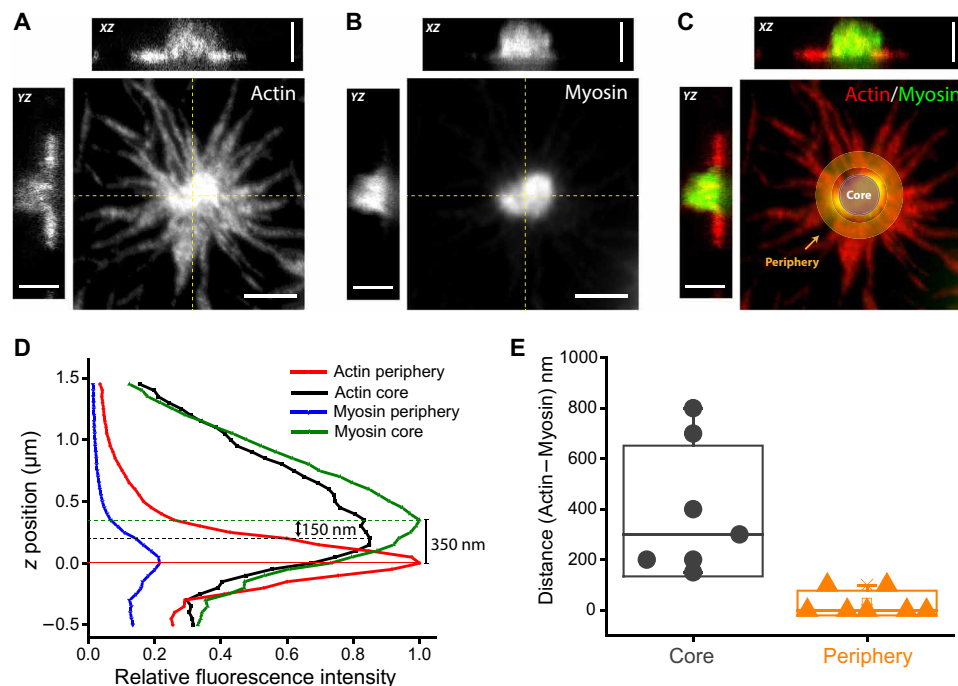 A
XZ
YZ
Actin
B
XZ
YZ
Myosin
C
XZ
YZ
Actin/Myosin
Core
Periphery
D
z position (µm)
1.5
1.0
0.5
0.0
−0.5
Actin periphery
Actin core
Myosin periphery
Myosin core
150 nm
350 nm
0.0 0.2 0.4 0.6 0.8 1.0
Relative fluorescence intensity
E
Distance (Actin–Myosin) nm
1000
800
600
400
200
0
Core Periphery